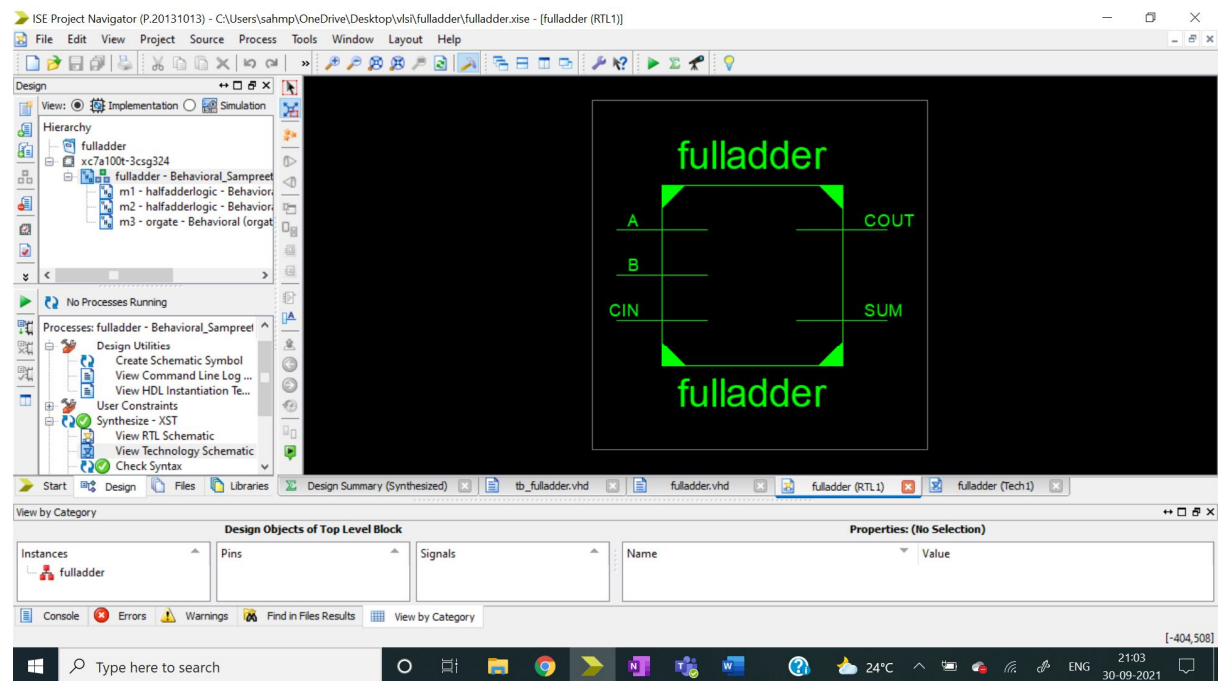 ISE Project Navigator (P.20131013) - C:\Users\sahmp\OneDrive\Desktop\vlsi\fulladder\fulladder.xise - [fulladder (RTL1)]
File Edit View Project Source Process Tools Window Layout Help
Design
View: Implementation Simulation
Hierarchy
fulladder
xc7a100t-3csg324
fulladder - Behavioral_Sampreet
m1 - halfadderlogic - Behavior
m2 - halfadderlogic - Behavior
m3 - orgate - Behavioral (orgat
No Processes Running
Processes: fulladder - Behavioral_Sampreet
Design Utilities
Create Schematic Symbol
View Command Line Log ...
View HDL Instantiation Te...
User Constraints
Synthesize - XST
View RTL Schematic
View Technology Schematic
Check Syntax
Start Design Files Libraries
fulladder
A COUT
B
CIN SUM
fulladder
Design Summary (Synthesized) tb_fulladder.vhd fulladder.vhd fulladder (RTL1) fulladder (Tech1)
View by Category
Design Objects of Top Level Block Properties: (No Selection)
Instances Pins Signals Name Value
fulladder
Console Errors Warnings Find in Files Results View by Category
[-404,508]
Type here to search 24°C ENG 21:03
30-09-2021